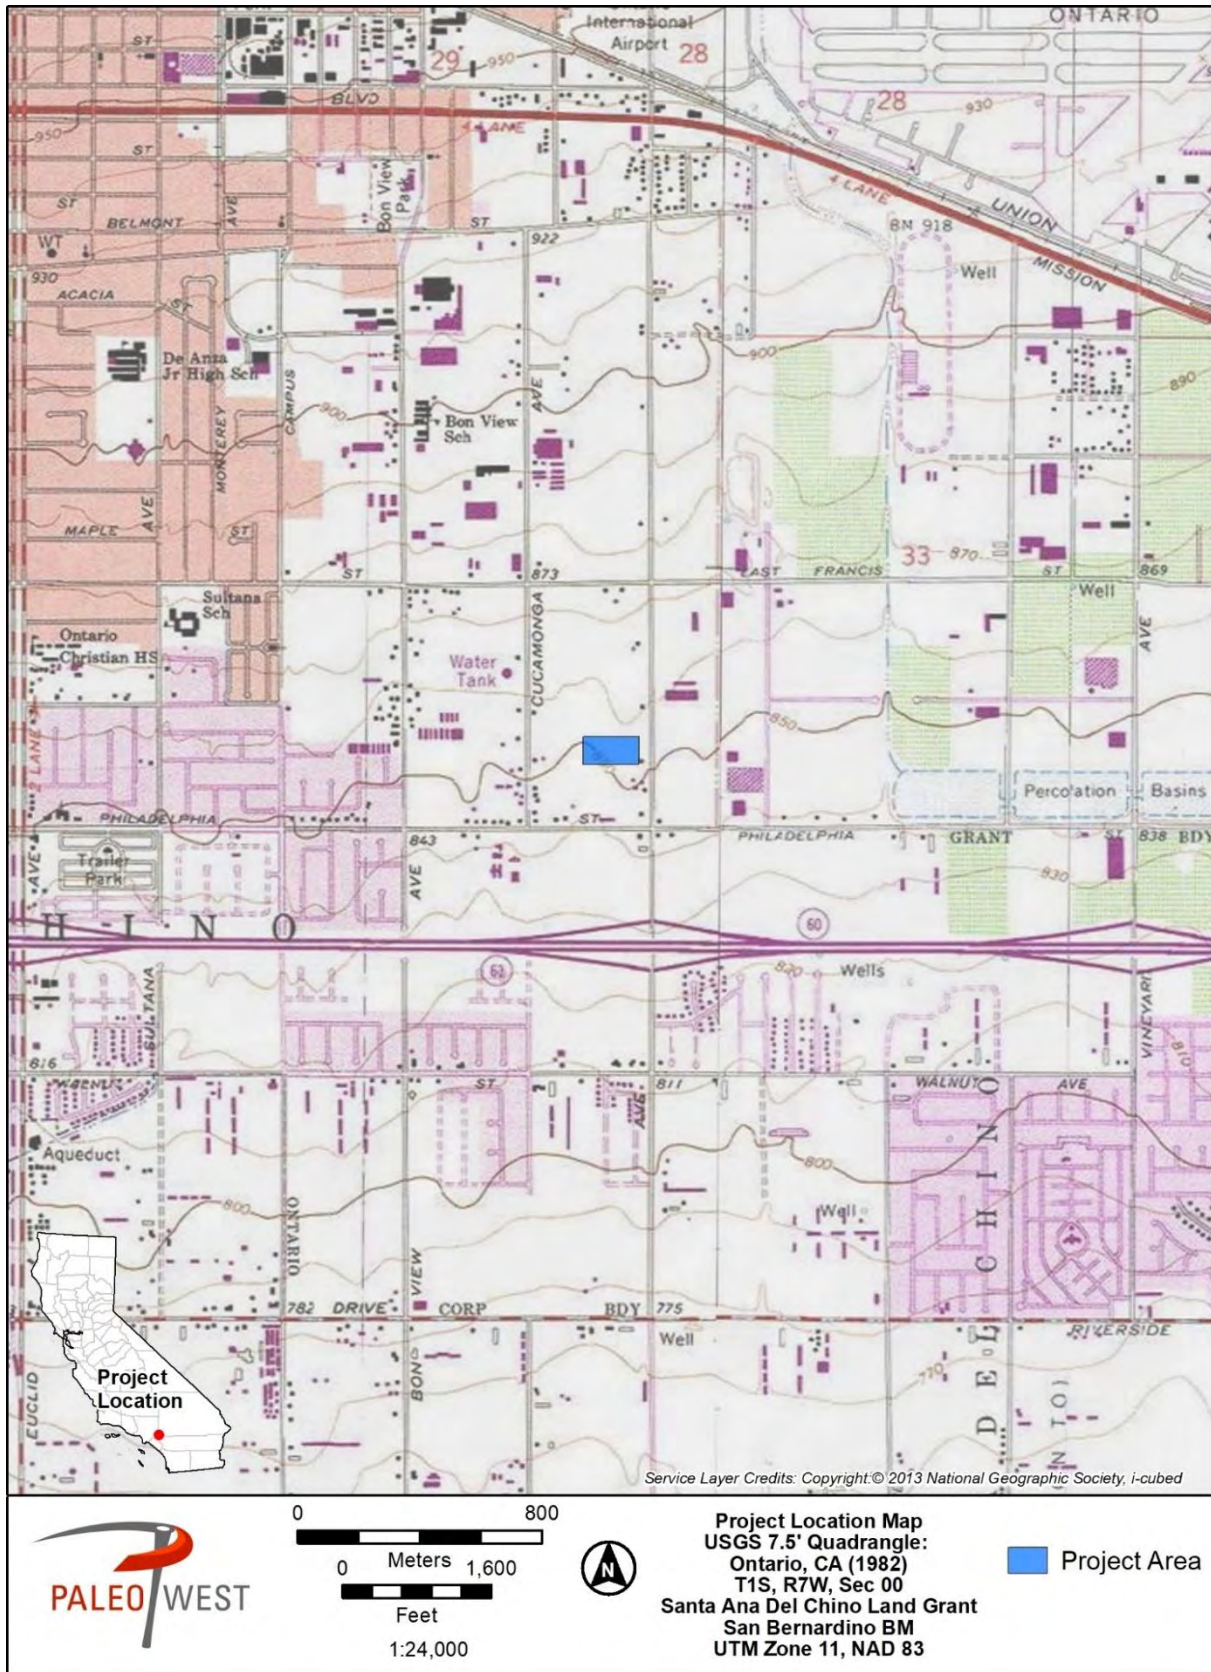 International
Airport
ONTARIO
ST
29
950
28
28
930
BLVD
950
4 LANE
ST
4 LANE
Bon View
Park
ST
BELMONT
AVE
ST
922
UNION
BM 918
MISSION
WT
930
Well
ACACIA
ST
De Anza
Jr High Sch
900
890
MONTEREY
CAMPUS
900
AVE
Bon View
Sch
AVE
MAPLE
ST
33
870
ST
873
EAST FRANCIS
ST
869
Well
Sultana
Sch
Ontario
Christian HS
Water
Tank
CUCAMONGA
AVE
850
2 LANE
Percolation
Basins
PHILADELPHIA
ST
843
PHILADELPHIA
GRANT
ST
838
BDY
Trailer
Park
AVE
AVE
830
H I N O
60
60
820
Wells
SULTANA
VINEYARD
810
816
WALNUT
ST
811
WALNUT
AVE
AVE
Aqueduct
800
800
Well
ONTARIO
VIEW
782
DRIVE
CORP
BDY
775
RIVERSIDE
Well
BON
770
EUCLID
DEL CHINO
Project
Location
Service Layer Credits: Copyright:© 2013 National Geographic Society, i-cubed
PALEO WEST
0 800
Meters
0 1,600
Feet
1:24,000
N
Project Location Map
USGS 7.5' Quadrangle:
Ontario, CA (1982)
T1S, R7W, Sec 00
Santa Ana Del Chino Land Grant
San Bernardino BM
UTM Zone 11, NAD 83
Project Area